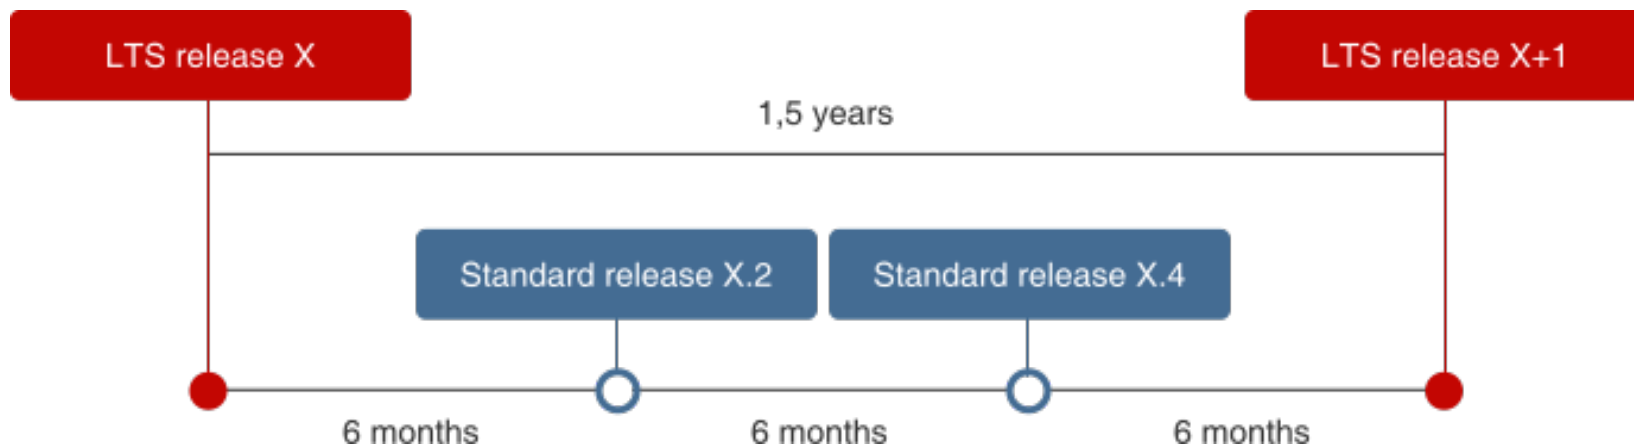 LTS release X
LTS release X+1
1,5 years
Standard release X.2
Standard release X.4
6 months
6 months
6 months